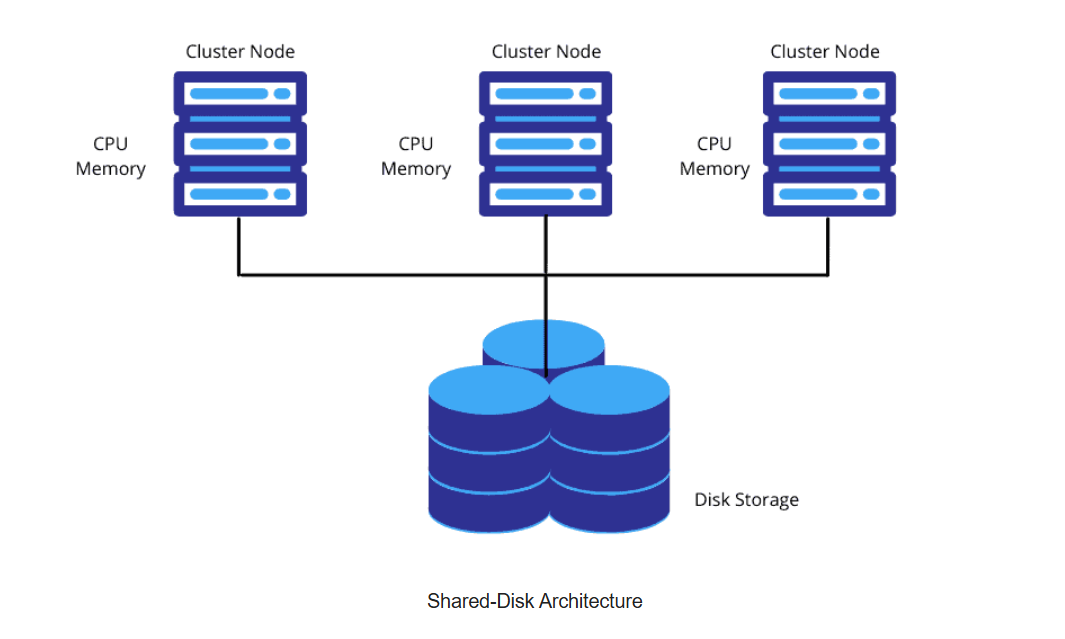 Cluster Node
Cluster Node
Cluster Node
CPU
Memory
CPU
Memory
CPU
Memory
Disk Storage
Shared-Disk Architecture